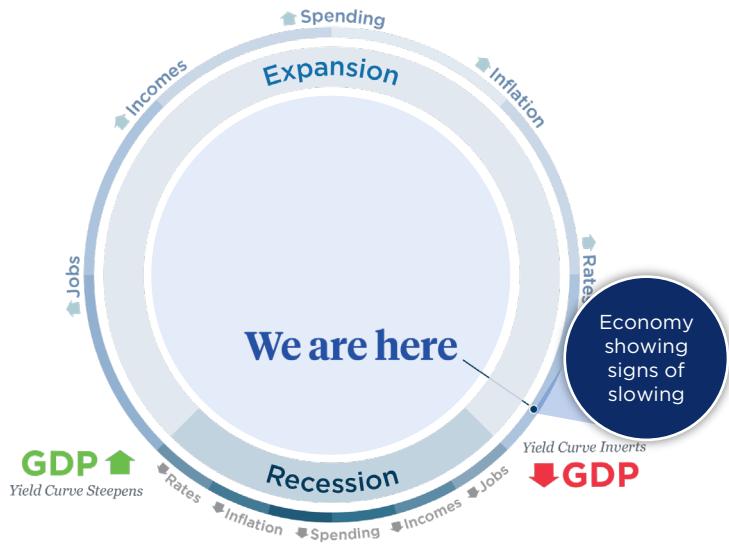 Spending
Expansion
Incomes
Inflation
Jobs
Rates
Economy
showing
signs of
slowing
We are here
Yield Curve Inverts
GDP
GDP
Yield Curve Steepens
Recession
Rates
Inflation
Spending
Incomes
Jobs